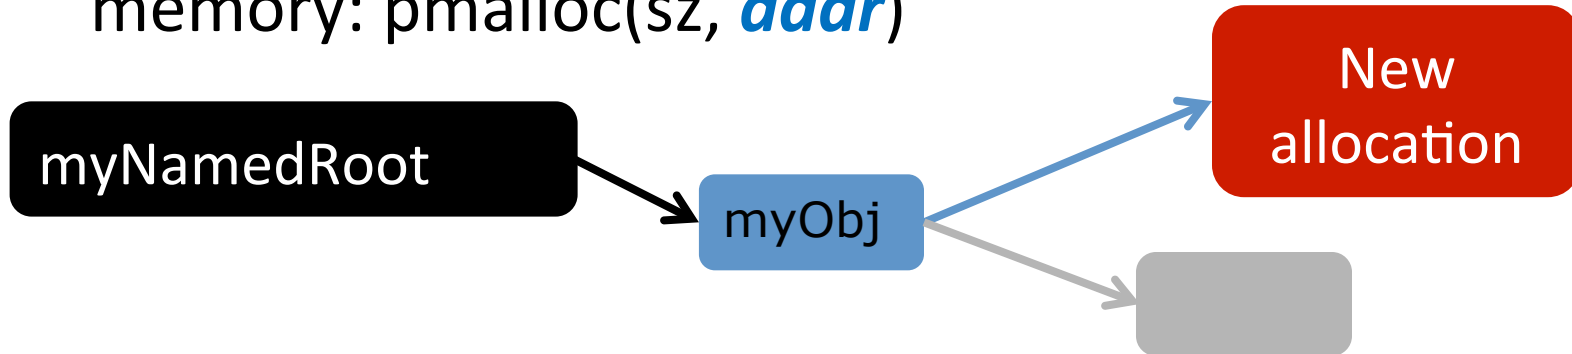 memory: pmalloc(sz, addr)
New
allocation
myNamedRoot
myObj